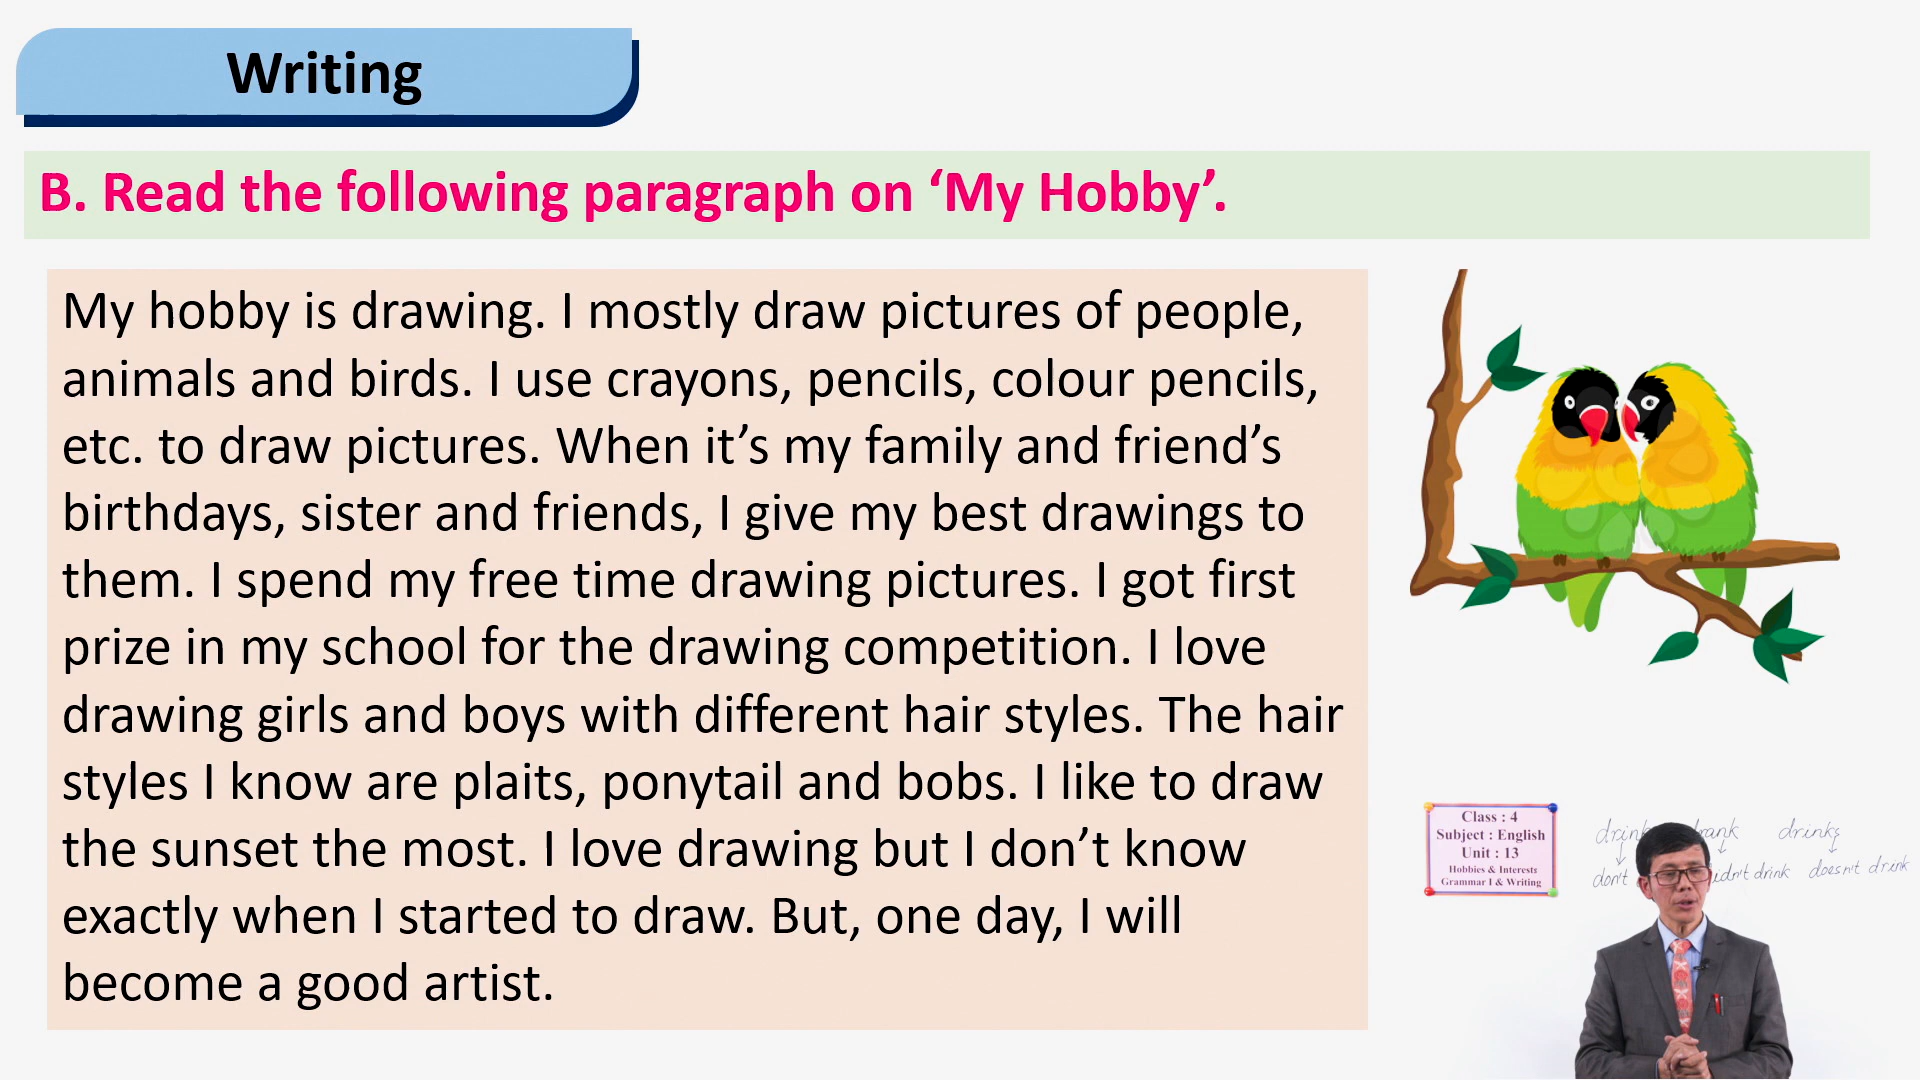 Writing
B. Read the following paragraph on ‘My Hobby’.
My hobby is drawing. I mostly draw pictures of people,
animals and birds. I use crayons, pencils, colour pencils,
etc. to draw pictures. When it’s my family and friend’s
birthdays, sister and friends, I give my best drawings to
them. I spend my free time drawing pictures. I got first
prize in my school for the drawing competition. I love
drawing girls and boys with different hair styles. The hair
styles I know are plaits, ponytail and bobs. I like to draw
the sunset the most. I love drawing but I don’t know
exactly when I started to draw. But, one day, I will
become a good artist.
Class : 4
Subject : English
Unit : 13
Hobbies & Interests
Grammar I & Writing
drink drank drinks
don't didn't drink doesn't drink